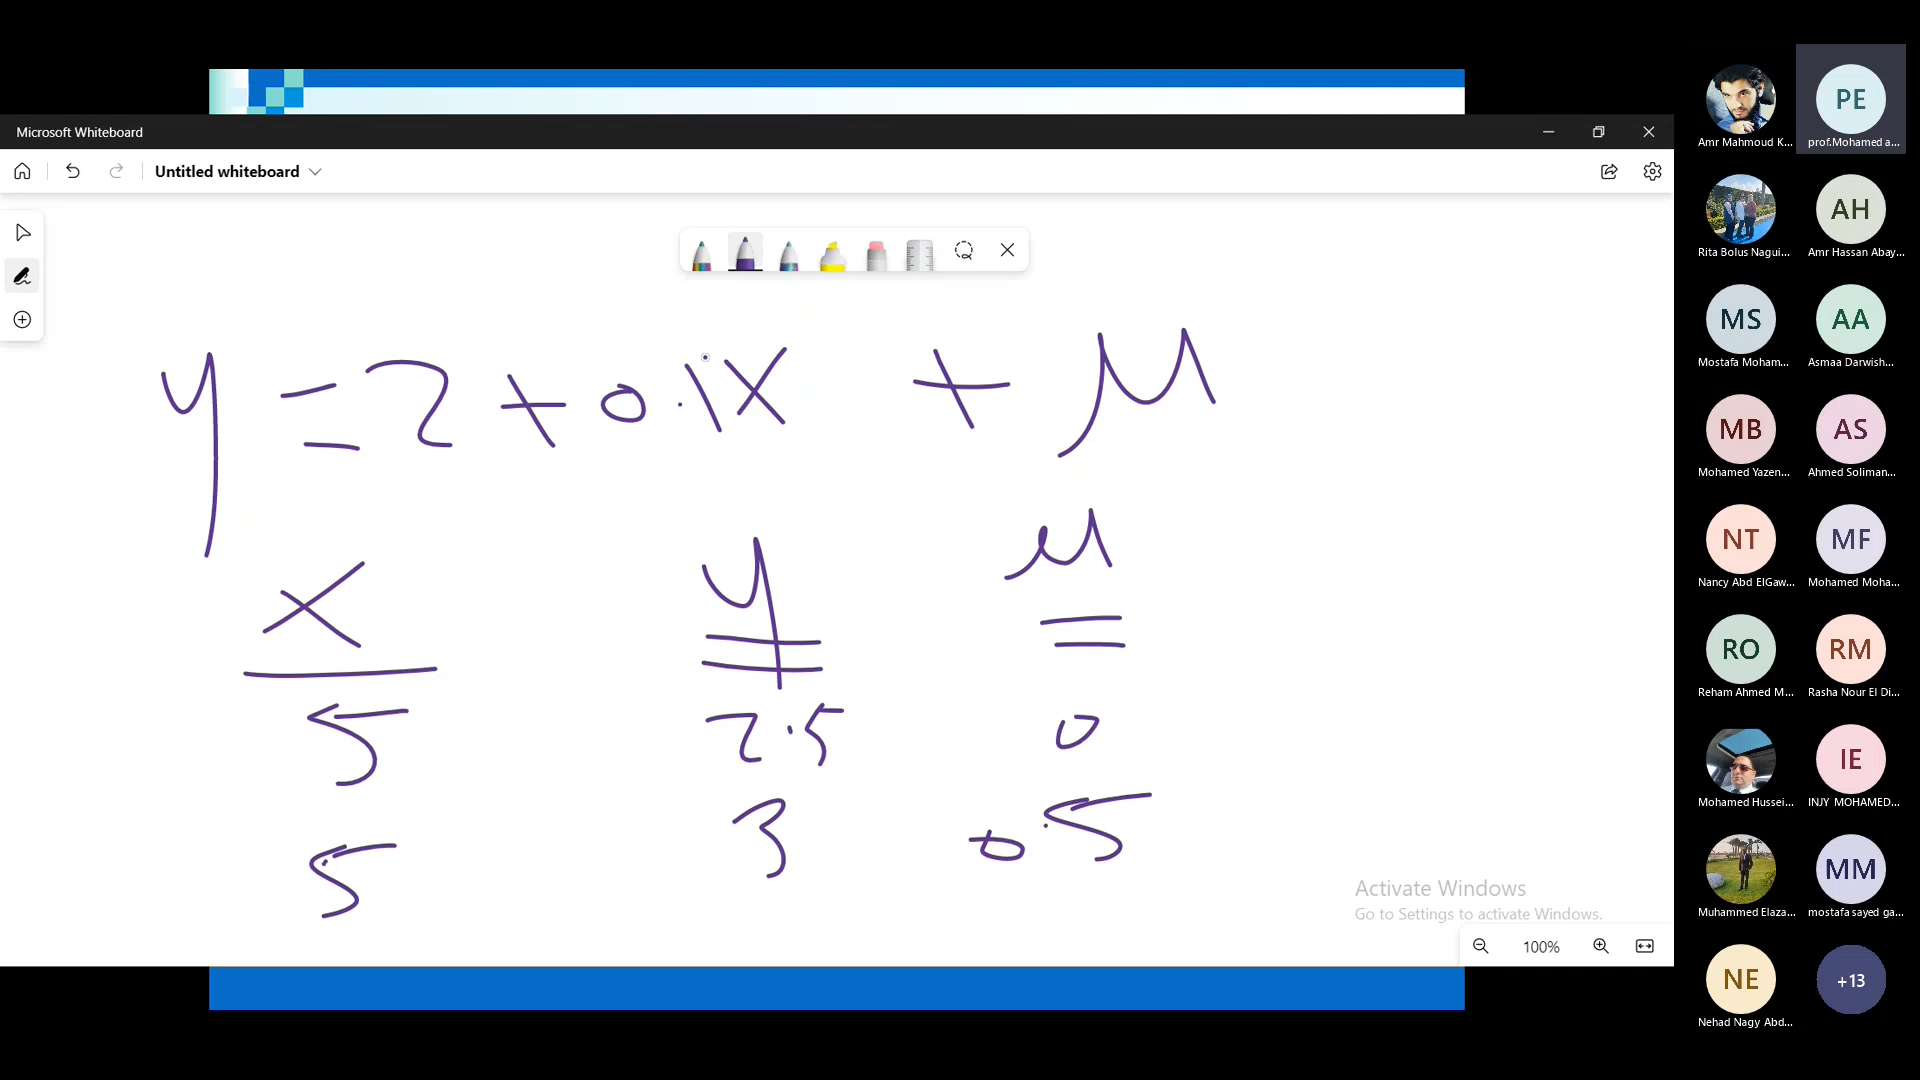 Microsoft Whiteboard
Untitled whiteboard
y = 2 + 0.1X + μ
X y μ
5 2.5 0
5 3 0.5
Activate Windows
Go to Settings to activate Windows.
100%
PE
Amr Mahmoud K... prof.Mohamed a...
AH
Rita Bolus Nagui... Amr Hassan Abay...
MS AA
Mostafa Moham... Asmaa Darwish...
MB AS
Mohamed Yazen... Ahmed Soliman...
NT MF
Nancy Abd ElGaw... Mohamed Moha...
RO RM
Reham Ahmed M... Rasha Nour El Di...
IE
Mohamed Hussei... INJY MOHAMED...
MM
Muhammed Elaza... mostafa sayed ga...
NE +13
Nehad Nagy Abd...